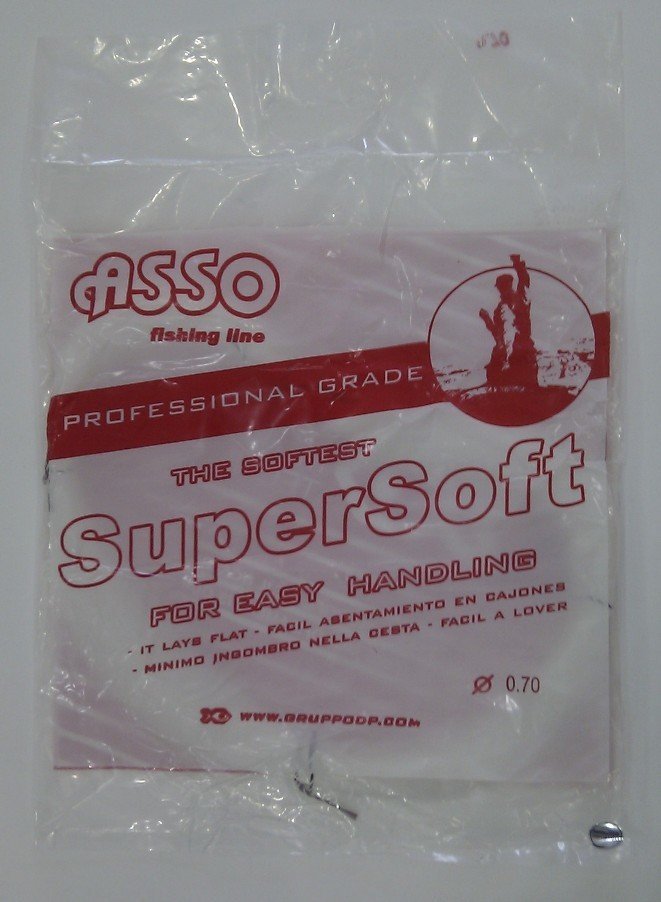 ASSO
fishing line
PROFESSIONAL GRADE
THE SOFTEST
SuperSoft
FOR EASY HANDLING
- IT LAYS FLAT - FACIL ASENTAMIENTO EN CAJONES
- MINIMO INGOMBRO NELLA CESTA - FACIL A LOVER
Ø 0.70
WWW.GRUPPODP.COM